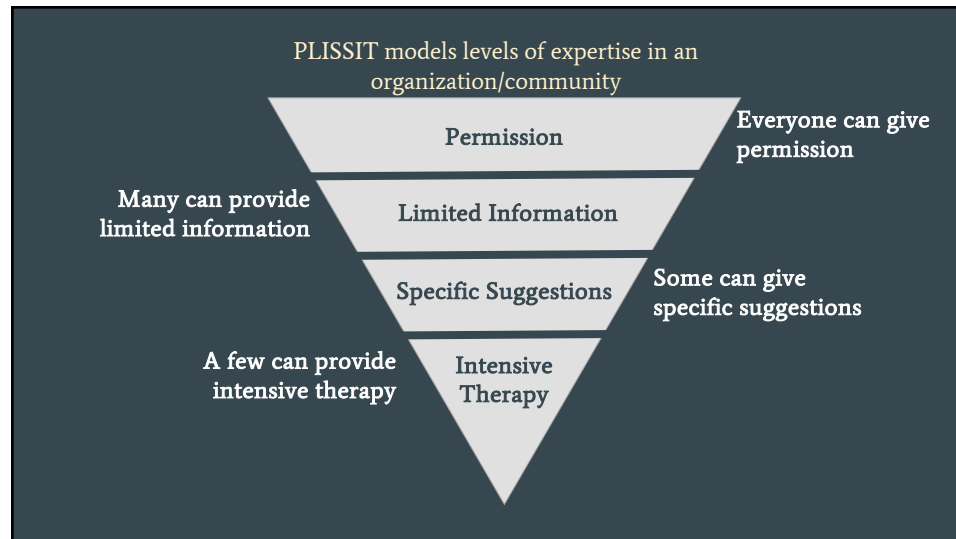 PLISSIT models levels of expertise in an
organization/community
Permission
Everyone can give
permission
Many can provide
limited information
Limited Information
Specific Suggestions
Some can give
specific suggestions
A few can provide
intensive therapy
Intensive
Therapy